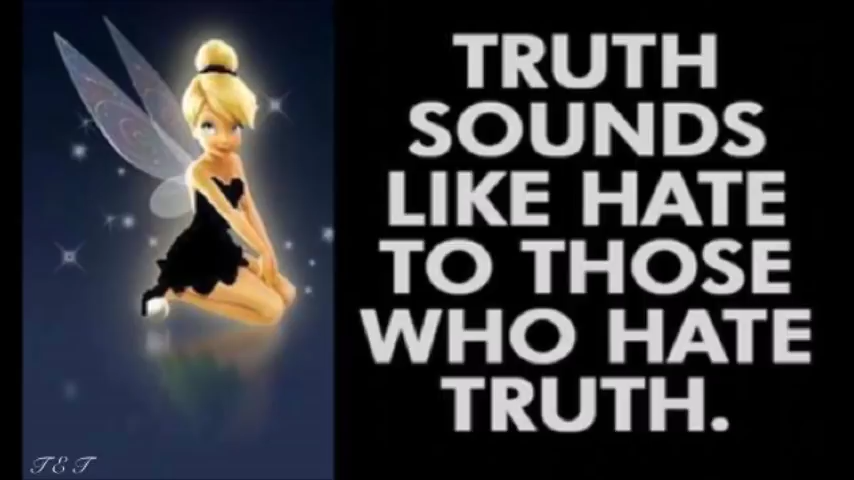 TRUTH
SOUNDS
LIKE HATE
TO THOSE
WHO HATE
TRUTH.
T&T